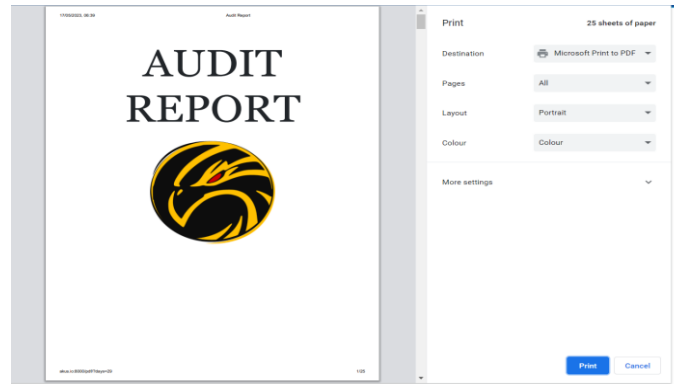 17/03/2023, 08:39 Audit Report
AUDIT
REPORT
1/25
Print 25 sheets of paper
Destination Microsoft Print to PDF
Pages All
Layout Portrait
Colour Colour
More settings
Print Cancel